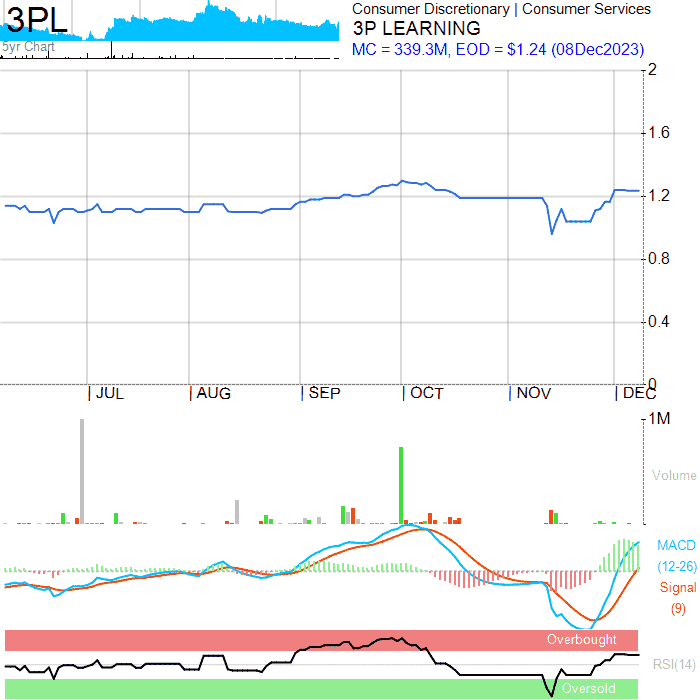 3PL
5yr Chart
Consumer Discretionary | Consumer Services
3P LEARNING
MC = 339.3M, EOD = $1.24 (08Dec2023)
2
1.6
1.2
0.8
0.4
0
JUL
AUG
SEP
OCT
NOV
DEC
1M
Volume
MACD
(12-26)
Signal
(9)
Overbought
RSI(14)
Oversold